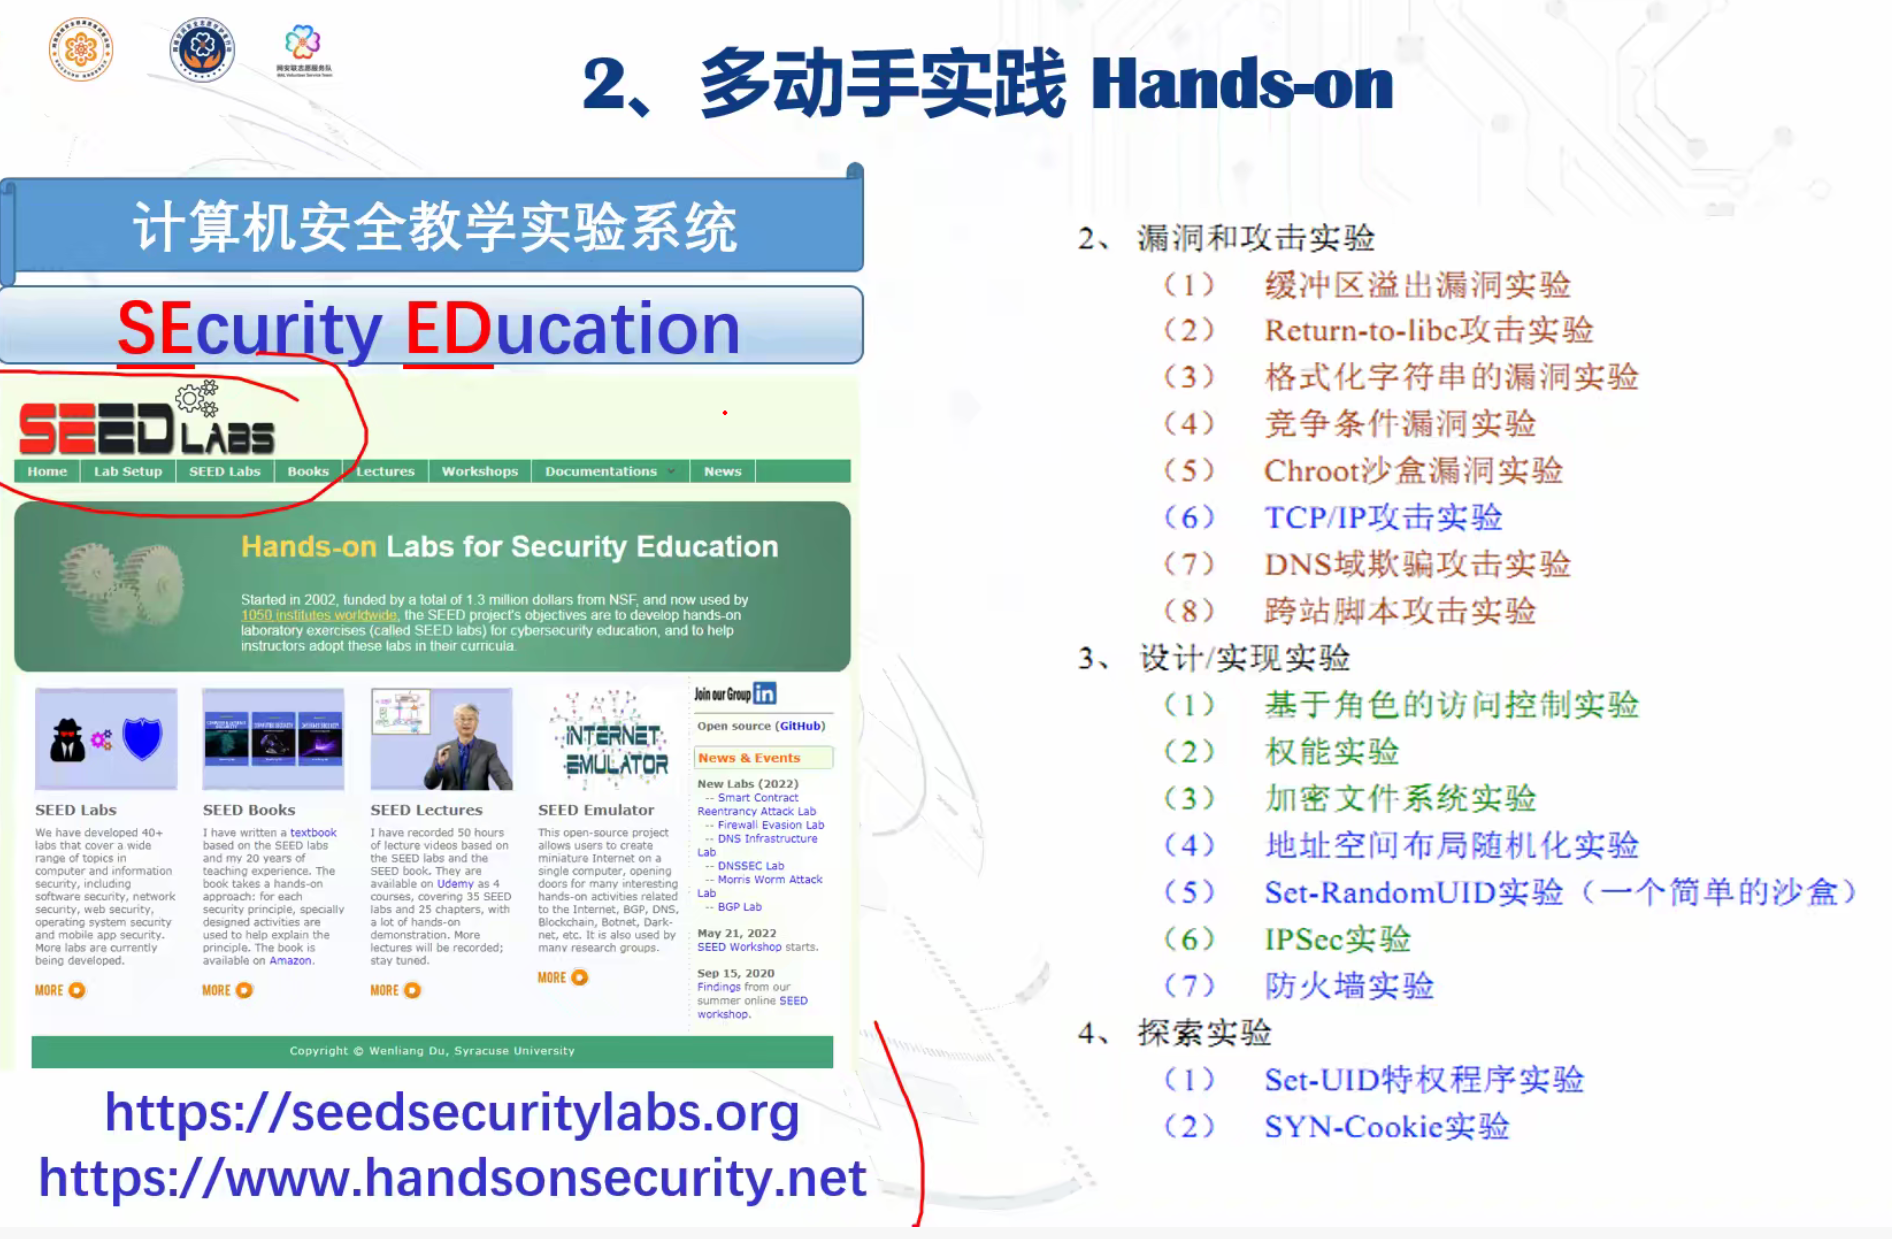 2、多动手实践 Hands-on
计算机安全教学实验系统
SEcurity EDucation
SEED LABS
Home Lab Setup SEED Labs Books Lectures Workshops Documentations News
Hands-on Labs for Security Education
Started in 2002, funded by a total of 1.3 million dollars from NSF, and now used by
1050 institutes worldwide, the SEED project's objectives are to develop hands-on
laboratory exercises (called SEED labs) for cybersecurity education, and to help
instructors adopt these labs in their curricula.
SEED Labs
We have developed 40+
labs that cover a wide
range of topics in
computer and information
security, including
software security, network
security, web security,
operating system security
and mobile app security.
More labs are currently
being developed.
MORE
SEED Books
I have written a textbook
based on the SEED labs
and my 20 years of
teaching experience. The
book takes a hands-on
approach: for each
security principle, specially
designed activities are
used to help explain the
principle. The book is
available on Amazon.
MORE
SEED Lectures
I have recorded 50 hours
of lecture videos based on
the SEED labs and the
SEED book. They are
available on Udemy as 4
courses, covering 35 SEED
labs and 25 chapters, with
a lot of hands-on
demonstration. More
lectures will be recorded;
stay tuned.
MORE
INTERNET
EMULATOR
SEED Emulator
This open-source project
allows users to create
miniature Internet on a
single computer, opening
doors for many interesting
hands-on activities related
to the Internet, BGP, DNS,
Blockchain, Botnet, Dark-
net, etc. It is also used by
many research groups.
MORE
Join our Group in
Open source (GitHub)
News & Events
New Labs (2022)
-- Smart Contract
Reentrancy Attack Lab
-- Firewall Evasion Lab
-- DNS Infrastructure
Lab
-- DNSSEC Lab
-- Morris Worm Attack
Lab
-- BGP Lab
May 21, 2022
SEED Workshop starts.
Sep 15, 2020
Findings from our
summer online SEED
workshop.
Copyright © Wenliang Du, Syracuse University
https://seedsecuritylabs.org
https://www.handsonsecurity.net
2、 漏洞和攻击实验
（1） 缓冲区溢出漏洞实验
（2） Return-to-libc攻击实验
（3） 格式化字符串的漏洞实验
（4） 竞争条件漏洞实验
（5） Chroot沙盒漏洞实验
（6） TCP/IP攻击实验
（7） DNS域欺骗攻击实验
（8） 跨站脚本攻击实验
3、 设计/实现实验
（1） 基于角色的访问控制实验
（2） 权能实验
（3） 加密文件系统实验
（4） 地址空间布局随机化实验
（5） Set-RandomUID实验（一个简单的沙盒）
（6） IPSec实验
（7） 防火墙实验
4、 探索实验
（1） Set-UID特权程序实验
（2） SYN-Cookie实验